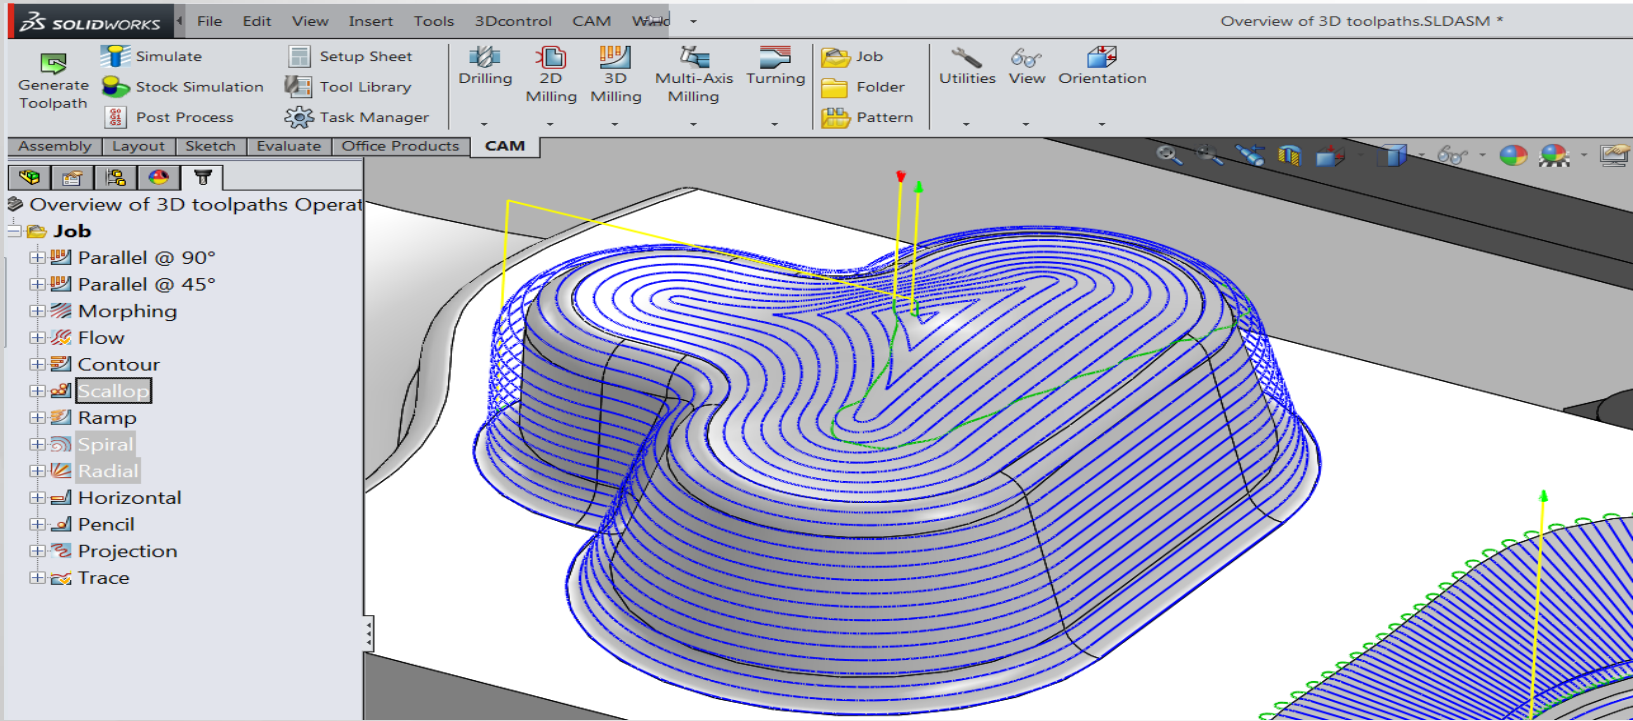 SOLIDWORKS File Edit View Insert Tools 3Dcontrol CAM Overview of 3D toolpaths.SLDASM *
Generate Toolpath
Simulate
Stock Simulation
Post Process
Setup Sheet
Tool Library
Task Manager
Drilling
2D Milling
3D Milling
Multi-Axis Milling
Turning
Job
Folder
Pattern
Utilities
View
Orientation
Assembly Layout Sketch Evaluate Office Products CAM
Overview of 3D toolpaths Operat
Job
Parallel @ 90°
Parallel @ 45°
Morphing
Flow
Contour
Scallop
Ramp
Spiral
Radial
Horizontal
Pencil
Projection
Trace